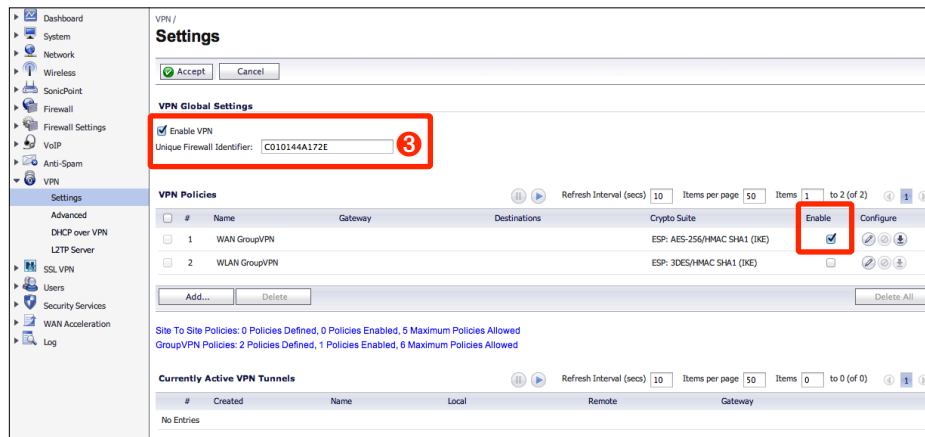 Dashboard
System
Network
Wireless
SonicPoint
Firewall
Firewall Settings
VoIP
Anti-Spam
VPN
Settings
Advanced
DHCP over VPN
L2TP Server
SSL VPN
Users
Security Services
WAN Acceleration
Log
VPN /
Settings
Accept Cancel
VPN Global Settings
Enable VPN
Unique Firewall Identifier: C010144A172E
3
VPN Policies Refresh Interval (secs) 10 Items per page 50 Items 1 to 2 (of 2) 1
# Name Gateway Destinations Crypto Suite Enable Configure
1 WAN GroupVPN ESP: AES-256/HMAC SHA1 (IKE)
2 WLAN GroupVPN ESP: 3DES/HMAC SHA1 (IKE)
Add... Delete Delete All
Site To Site Policies: 0 Policies Defined, 0 Policies Enabled, 5 Maximum Policies Allowed
GroupVPN Policies: 2 Policies Defined, 1 Policies Enabled, 6 Maximum Policies Allowed
Currently Active VPN Tunnels Refresh Interval (secs) 10 Items per page 50 Items 0 to 0 (of 0) 1
# Created Name Local Remote Gateway
No Entries